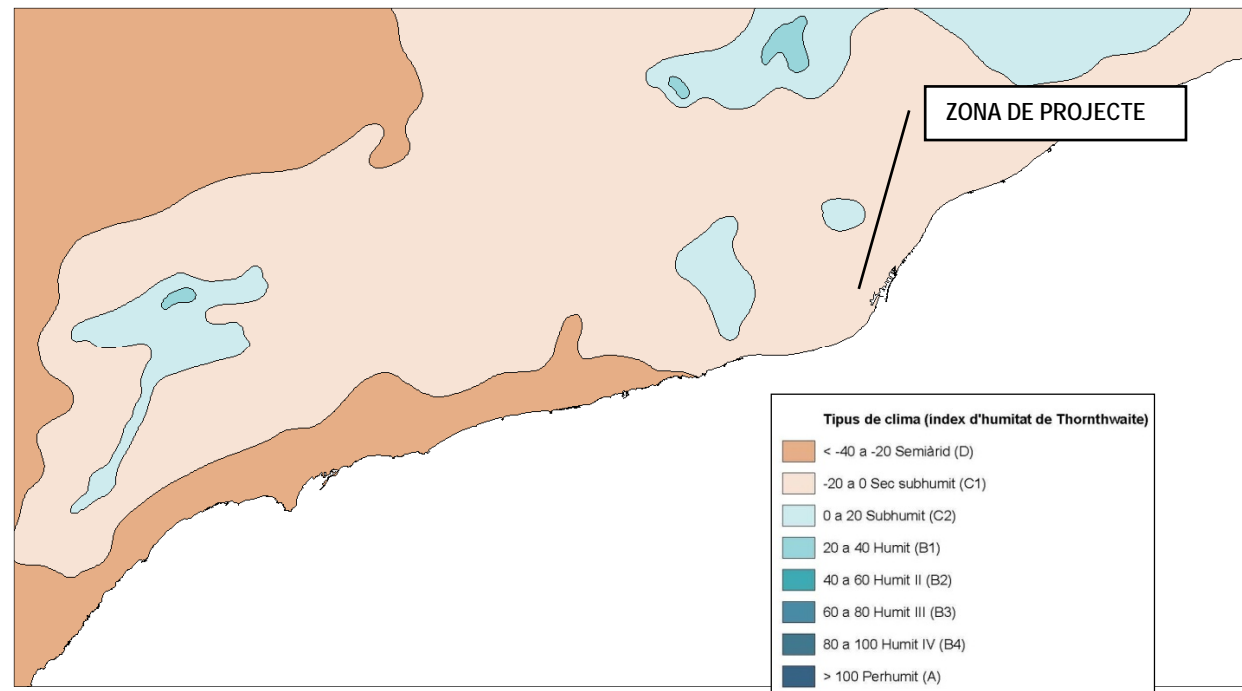 ZONA DE PROJECTE
Tipus de clima (index d'humitat de Thornthwaite)
< -40 a -20 Semiàrid (D)
-20 a 0 Sec subhumit (C1)
0 a 20 Subhumit (C2)
20 a 40 Humit (B1)
40 a 60 Humit II (B2)
60 a 80 Humit III (B3)
80 a 100 Humit IV (B4)
> 100 Perhumit (A)